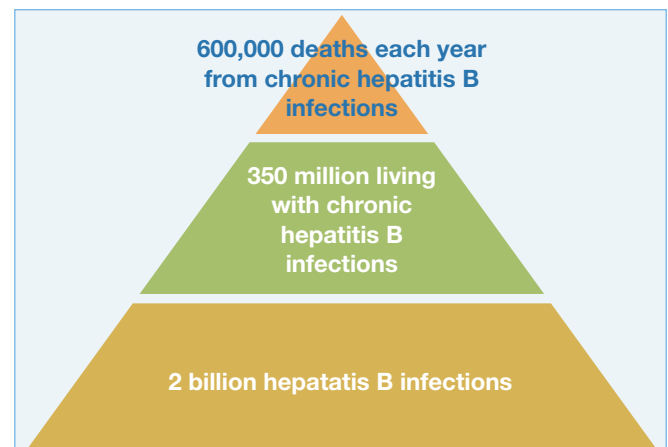 600,000 deaths each year
from chronic hepatitis B
infections
350 million living
with chronic
hepatitis B
infections
2 billion hepatatis B infections